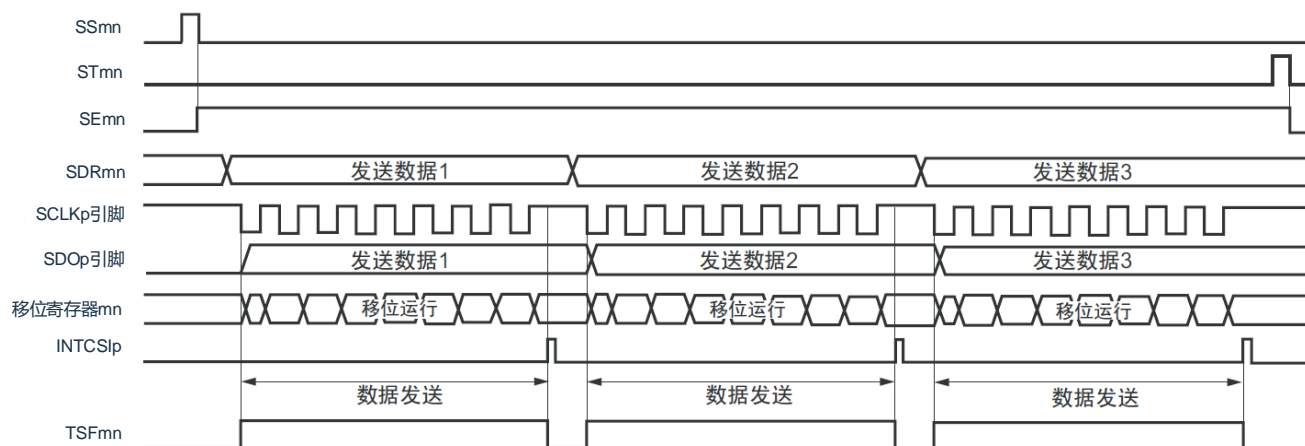 SSmn
STmn
SEmn
SDRmn 发送数据1 发送数据2 发送数据3
SCLKp引脚
SDOp引脚 发送数据1 发送数据2 发送数据3
移位寄存器mn 移位运行 移位运行 移位运行
INTCSIp
数据发送 数据发送 数据发送
TSFmn